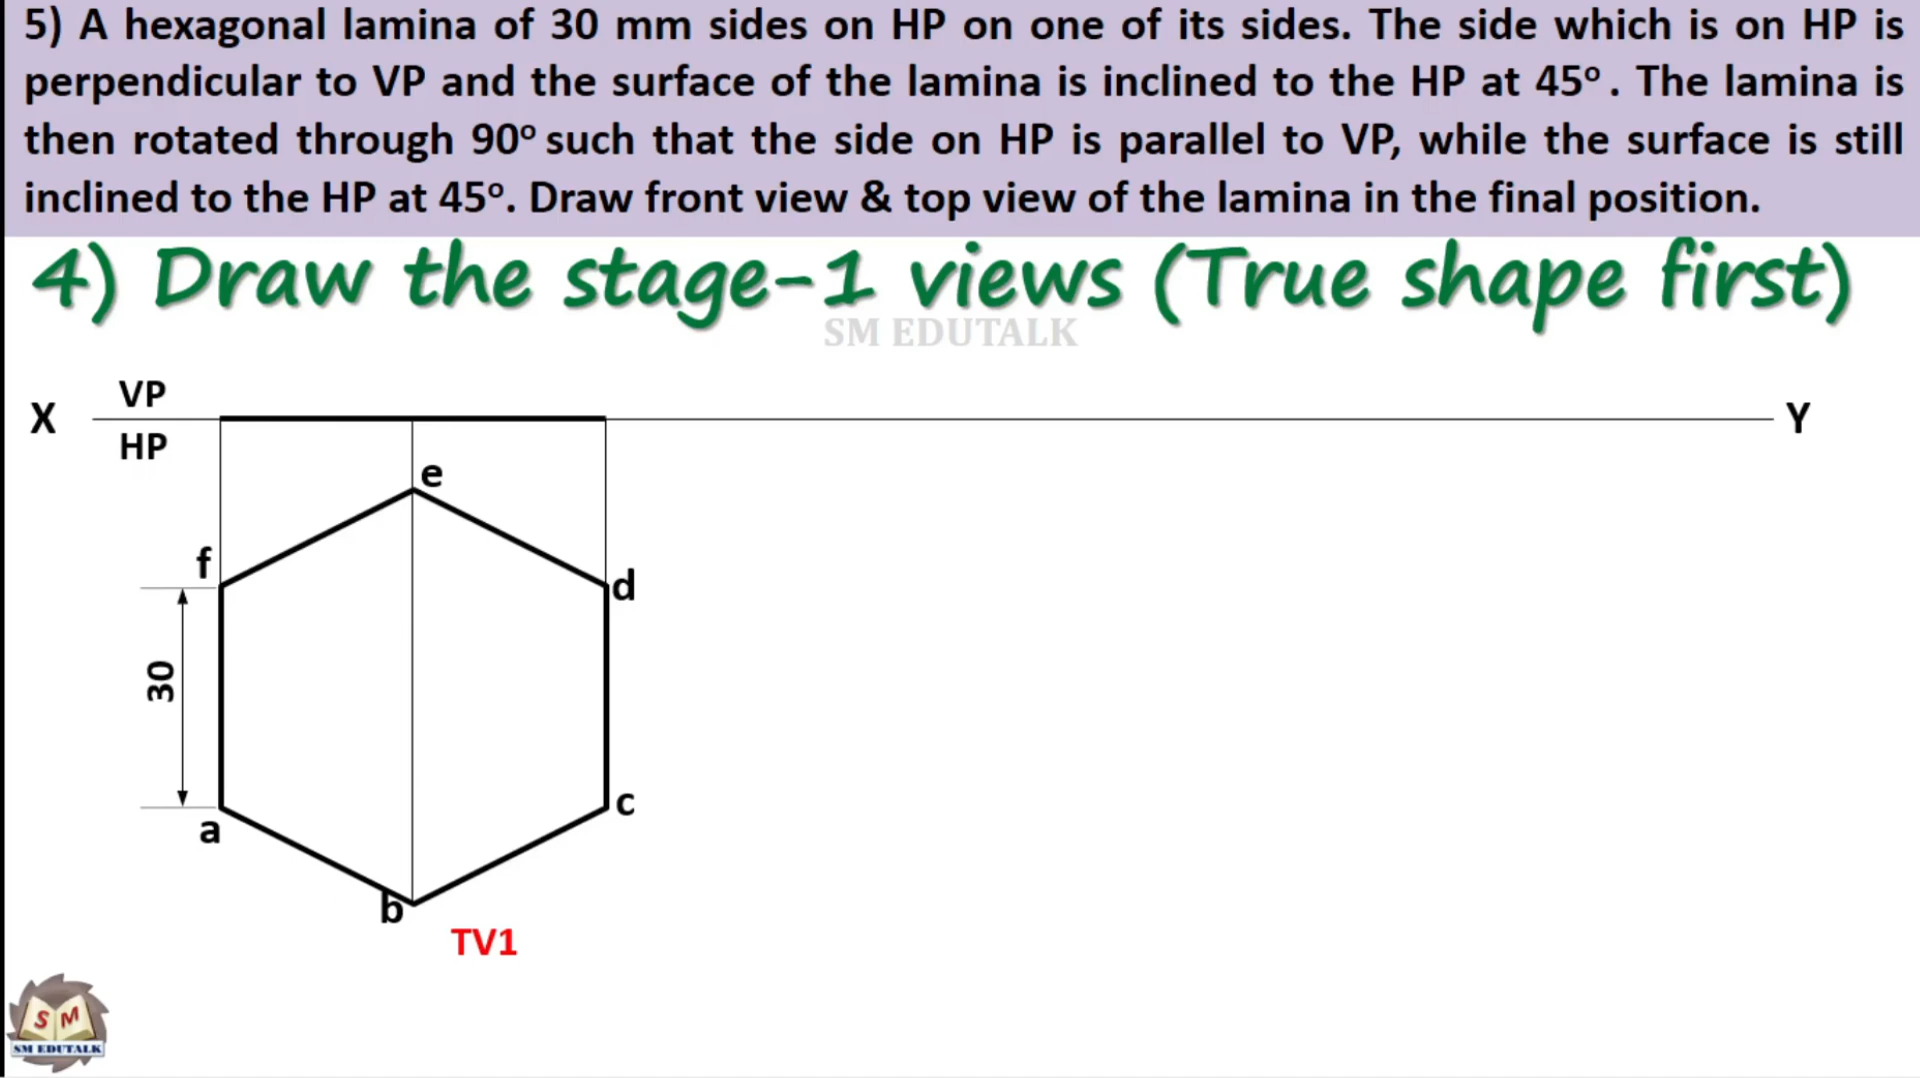 5) A hexagonal lamina of 30 mm sides on HP on one of its sides. The side which is on HP is
perpendicular to VP and the surface of the lamina is inclined to the HP at 45º. The lamina is
then rotated through 90º such that the side on HP is parallel to VP, while the surface is still
inclined to the HP at 45º. Draw front view & top view of the lamina in the final position.
4) Draw the stage-1 views (True shape first)
SM EDUTALK
VP
X
Y
HP
e
f
d
30
c
a
b
TV1
S M
SM EDUTALK